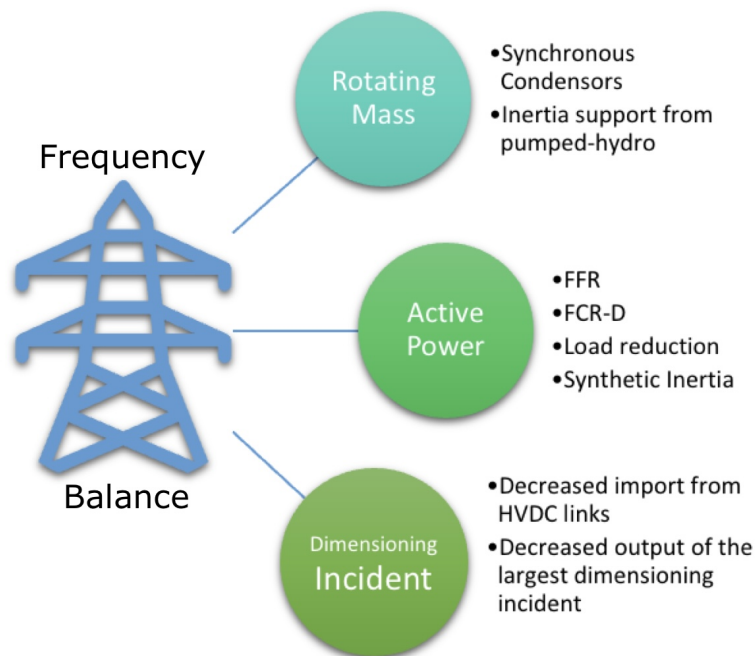 Frequency
Balance
Rotating
Mass
•Synchronous
Condensors
•Inertia support from
pumped-hydro
Active
Power
•FFR
•FCR-D
•Load reduction
•Synthetic Inertia
Dimensioning
Incident
•Decreased import from
HVDC links
•Decreased output of the
largest dimensioning
incident